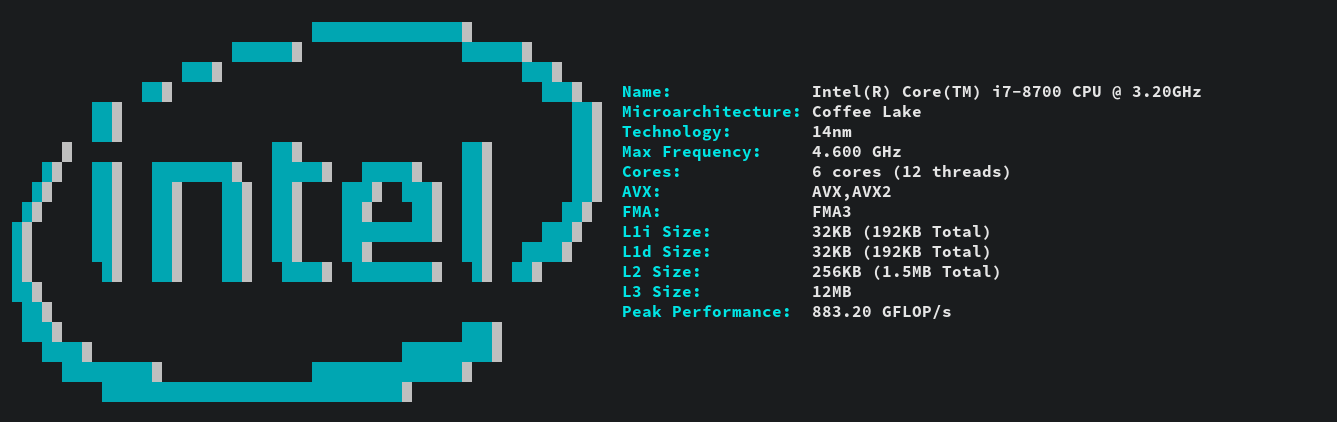 intel
Name: Intel(R) Core(TM) i7-8700 CPU @ 3.20GHz
Microarchitecture: Coffee Lake
Technology: 14nm
Max Frequency: 4.600 GHz
Cores: 6 cores (12 threads)
AVX: AVX,AVX2
FMA: FMA3
L1i Size: 32KB (192KB Total)
L1d Size: 32KB (192KB Total)
L2 Size: 256KB (1.5MB Total)
L3 Size: 12MB
Peak Performance: 883.20 GFLOP/s